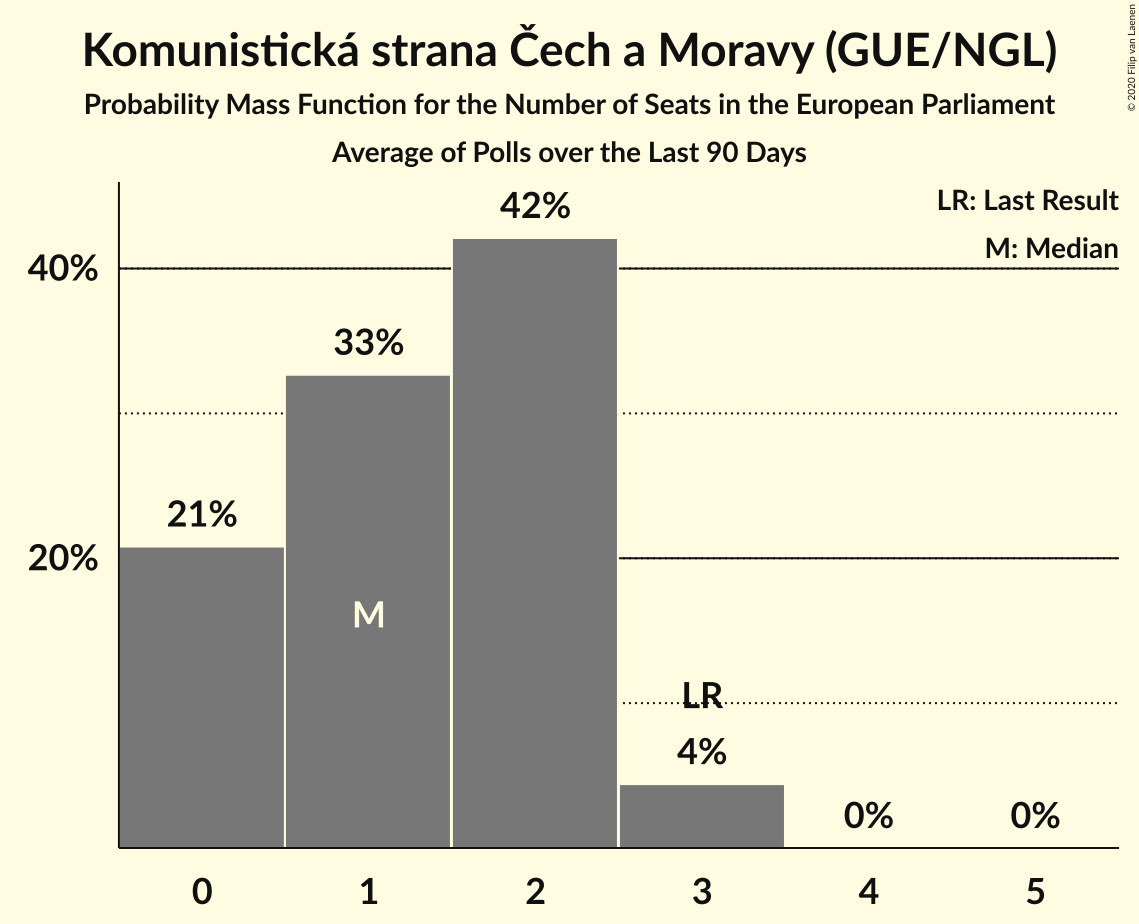 Komunistická strana Čech a Moravy (GUE/NGL)
Probability Mass Function for the Number of Seats in the European Parliament
Average of Polls over the Last 90 Days
© 2020 Filip van Laenen
LR: Last Result
M: Median
42%
40%
33%
21%
20%
M
LR
4%
0%
0%
0 1 2 3 4 5